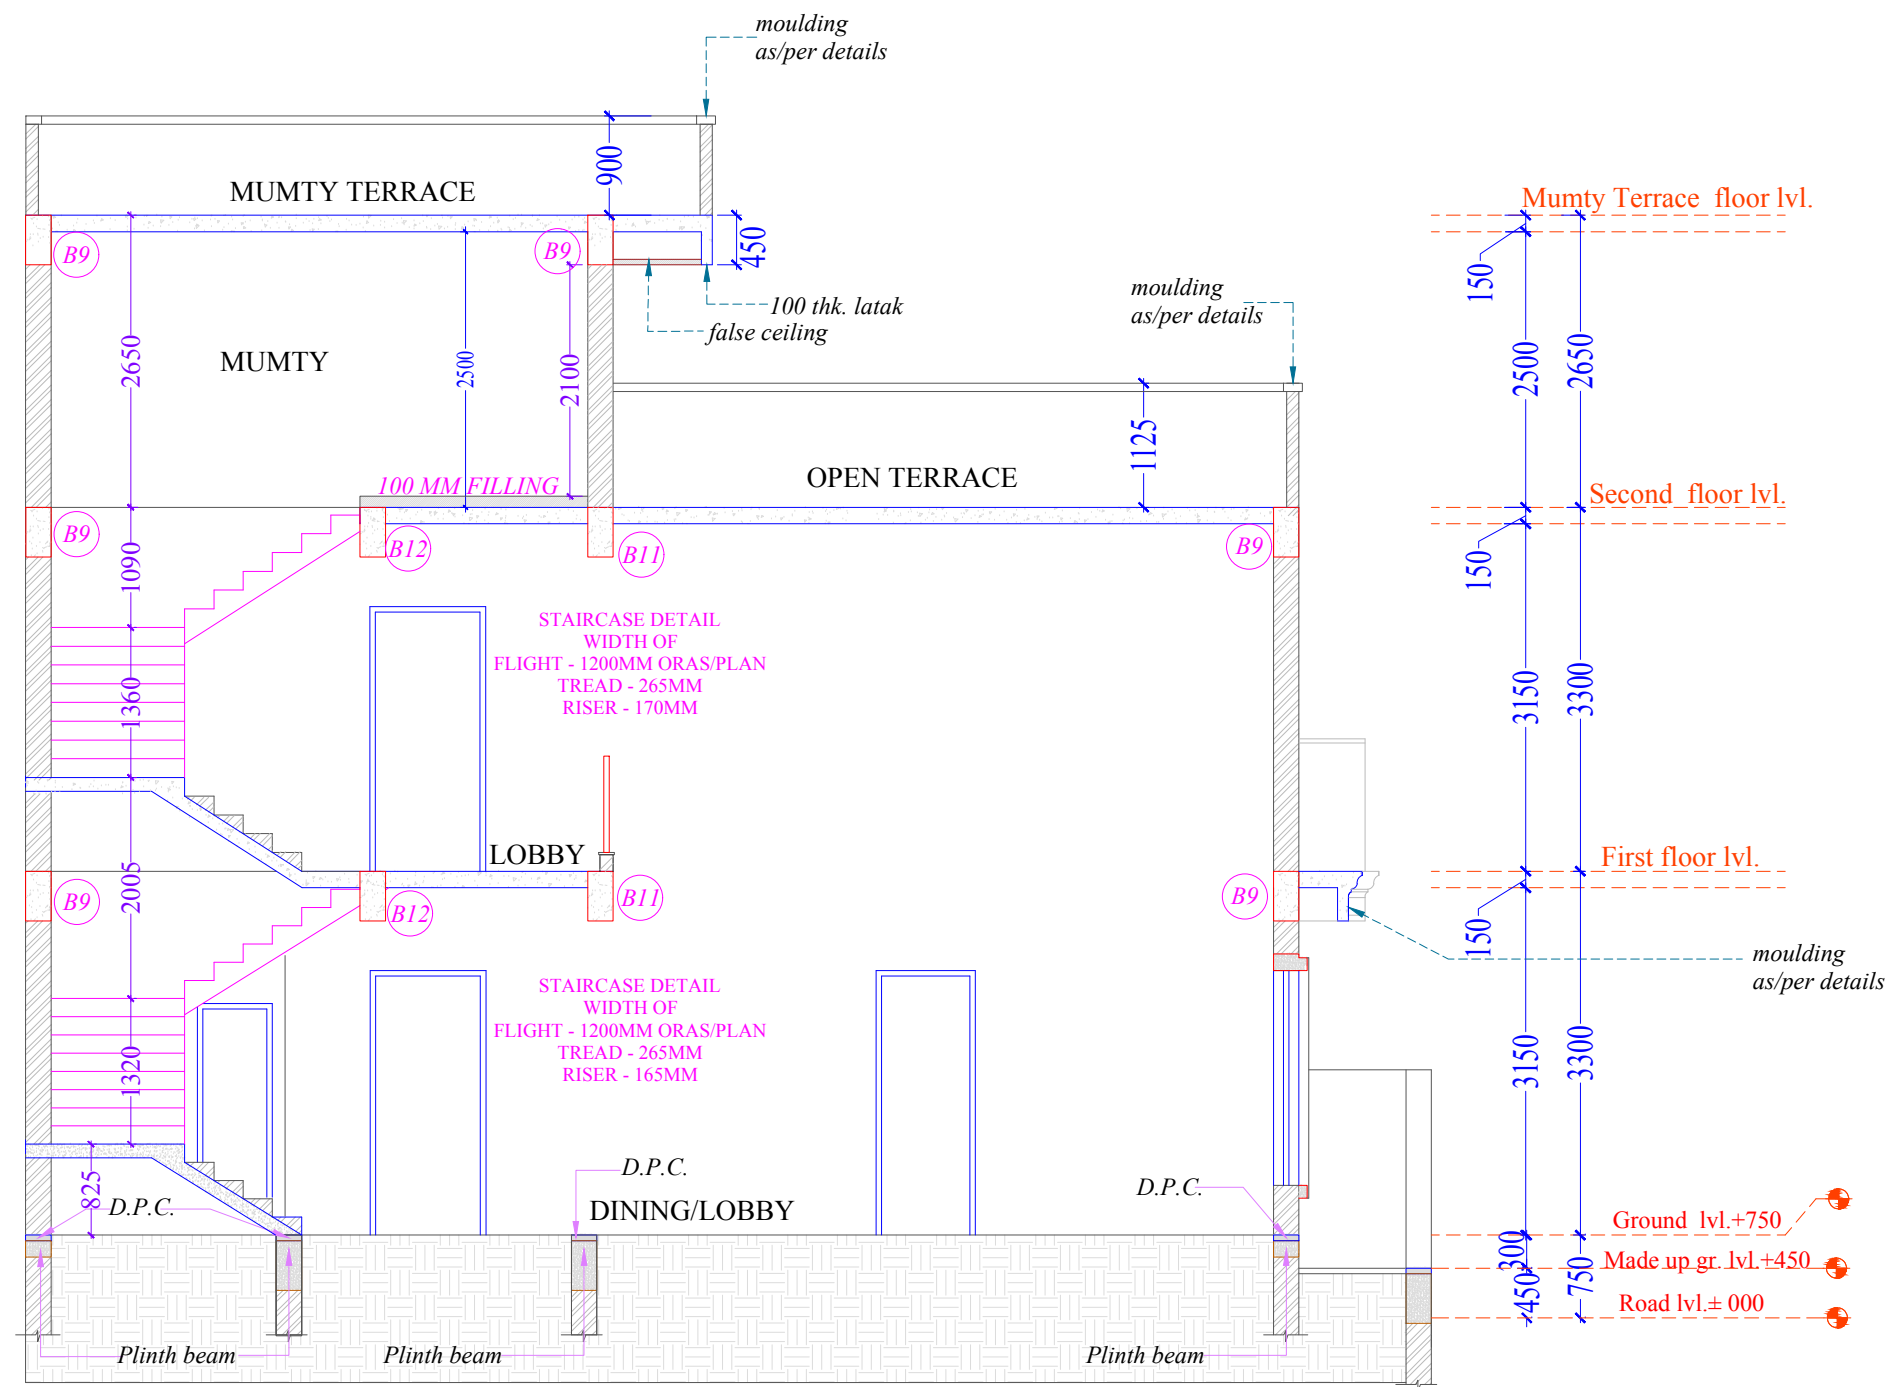 moulding
as/per details
900
MUMTY TERRACE
Mumty Terrace floor lvl.
B9
B9
450
150
100 thk. latak
false ceiling
moulding
as/per details
2650
MUMTY
2500
2100
2500
2650
1125
100 MM FILLING
OPEN TERRACE
Second floor lvl.
B9
B12
B11
B9
150
1090
STAIRCASE DETAIL
WIDTH OF
FLIGHT - 1200MM ORAS/PLAN
TREAD - 265MM
RISER - 170MM
1360
3150
3300
LOBBY
First floor lvl.
2005
B9
B12
B11
B9
150
moulding
as/per details
STAIRCASE DETAIL
WIDTH OF
FLIGHT - 1200MM ORAS/PLAN
TREAD - 265MM
RISER - 165MM
1320
3150
3300
825
D.P.C.
D.P.C.
DINING/LOBBY
D.P.C.
Ground lvl.+750
300
Made up gr. lvl.+450
450
750
Road lvl.± 000
Plinth beam
Plinth beam
Plinth beam